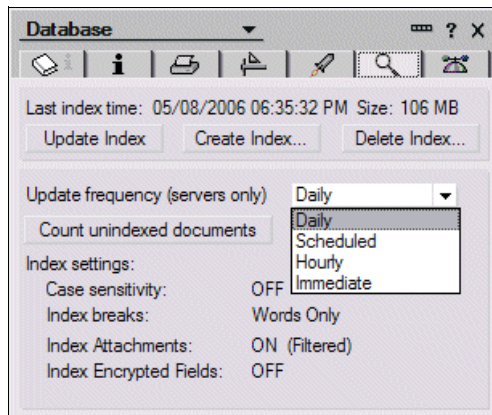 Database ? X
i i
Last index time: 05/08/2006 06:35:32 PM Size: 106 MB
Update Index Create Index... Delete Index...
Update frequency (servers only) Daily
Daily
Count unindexed documents
Scheduled
Hourly
Index settings:
Immediate
Case sensitivity: OFF
Index breaks: Words Only
Index Attachments: ON (Filtered)
Index Encrypted Fields: OFF